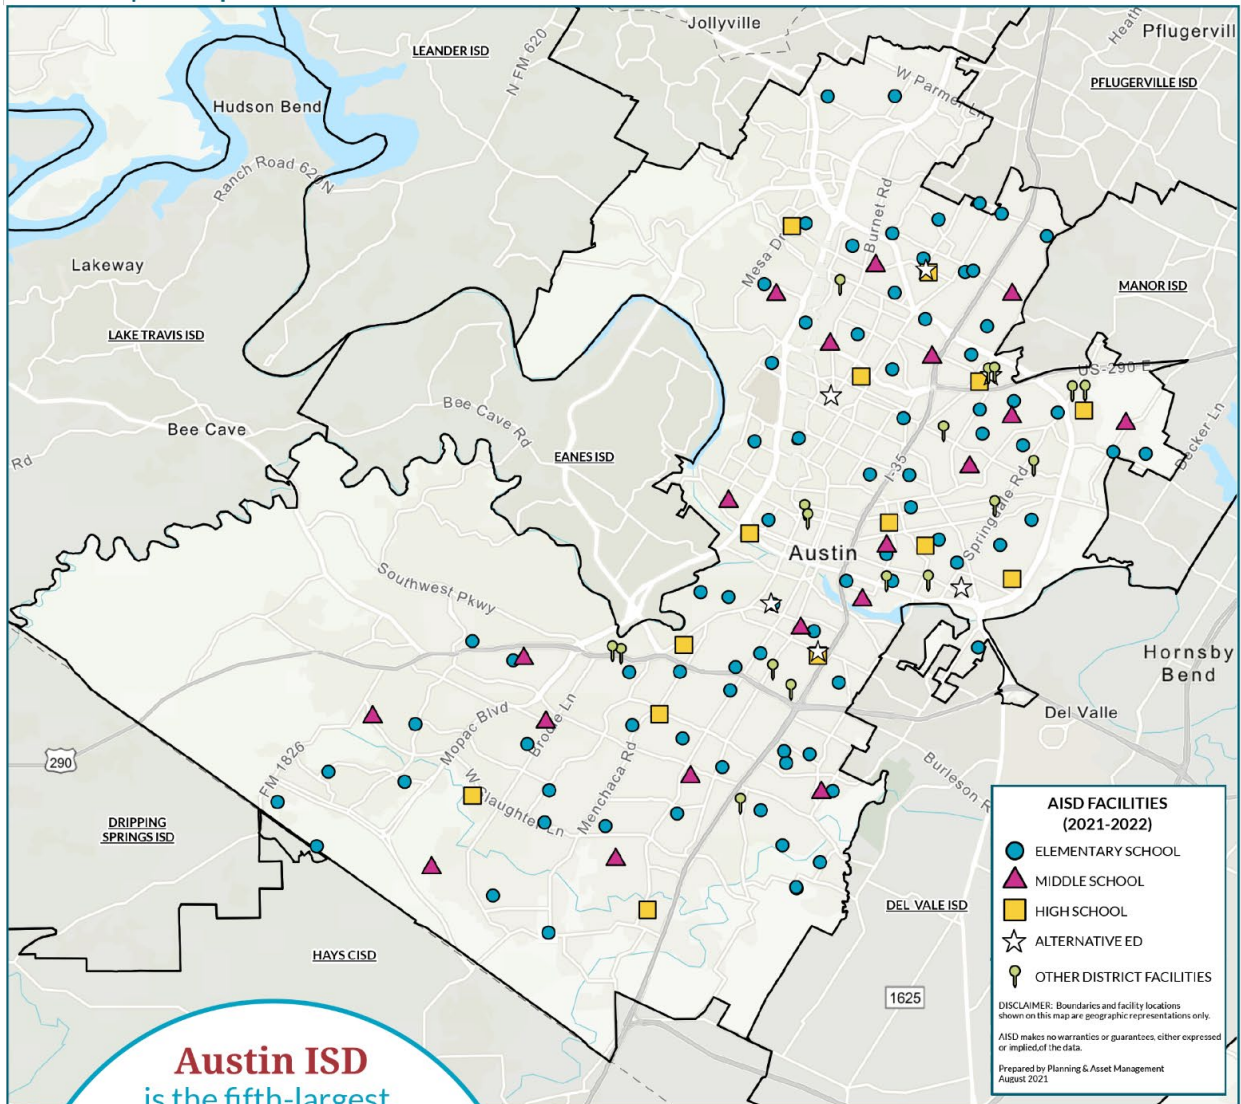 Jollyville
Heath
Pflugervill
LEANDER ISD
N FM 620
PFLUGERVILLE ISD
W Parmer Ln
Hudson Bend
Ranch Road 620 N
Burnet Rd
Mesa Dr
Lakeway
MANOR ISD
LAKE TRAVIS ISD
US-290 E
Bee Cave Rd
Bee Cave
Decker Ln
Rd
EANES ISD
I-35
Springdale Rd
Austin
Southwest Pkwy
Hornsby
Bend
Del Valle
Mopac Blvd
Menchaca Rd
290
FM 1826
W Slaughter Ln
Burleson R
DRIPPING
SPRINGS ISD
DEL VALE ISD
HAYS CISD
1625
AISD FACILITIES
(2021-2022)
ELEMENTARY SCHOOL
MIDDLE SCHOOL
HIGH SCHOOL
ALTERNATIVE ED
OTHER DISTRICT FACILITIES
DISCLAIMER: Boundaries and facility locations
shown on this map are geographic representations only.
AISD makes no warranties or guarantees, either expressed
or implied,of the data.
Prepared by Planning & Asset Management
August 2021
Austin ISD
is the fifth-largest